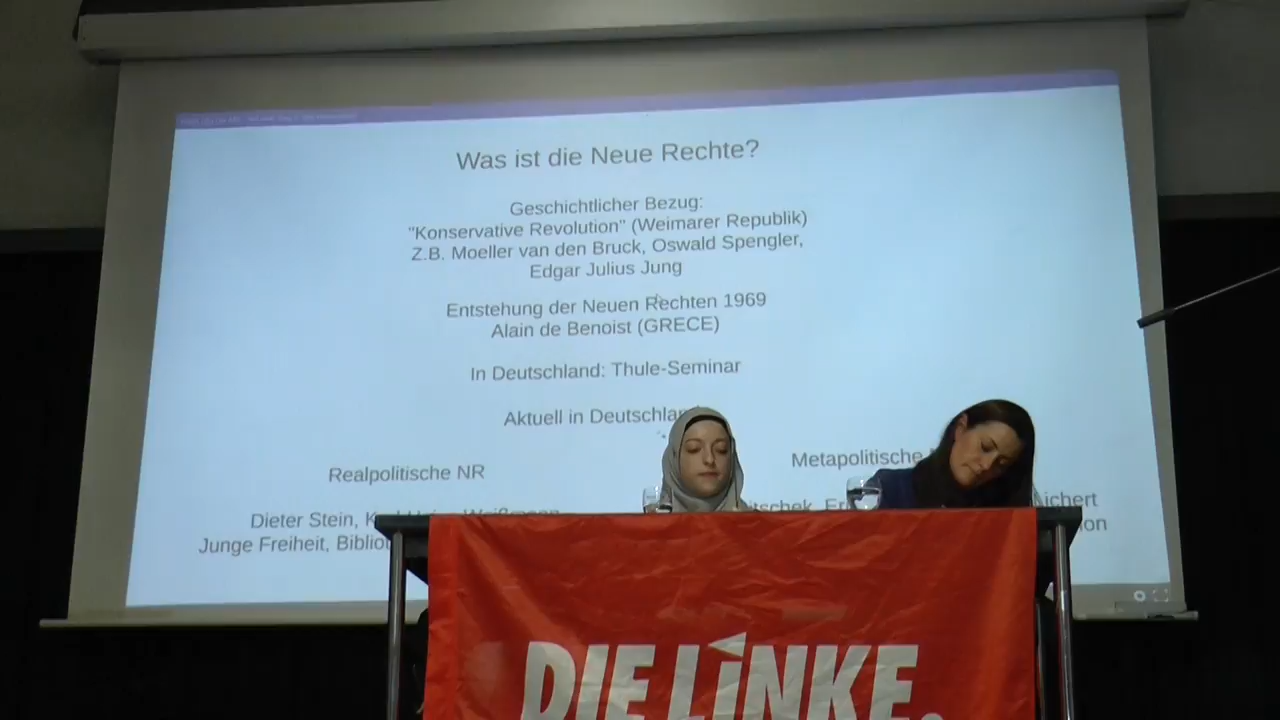 Was ist die Neue Rechte?
Geschichtlicher Bezug:
"Konservative Revolution" (Weimarer Republik)
Z.B. Moeller van den Bruck, Oswald Spengler,
Edgar Julius Jung
Entstehung der Neuen Rechten 1969
Alain de Benoist (GRECE)
In Deutschland: Thule-Seminar
Aktuell in Deutschland
Realpolitische NR
Metapolitische
Dieter Stein,
Junge Freiheit,
DIE LiNKE.